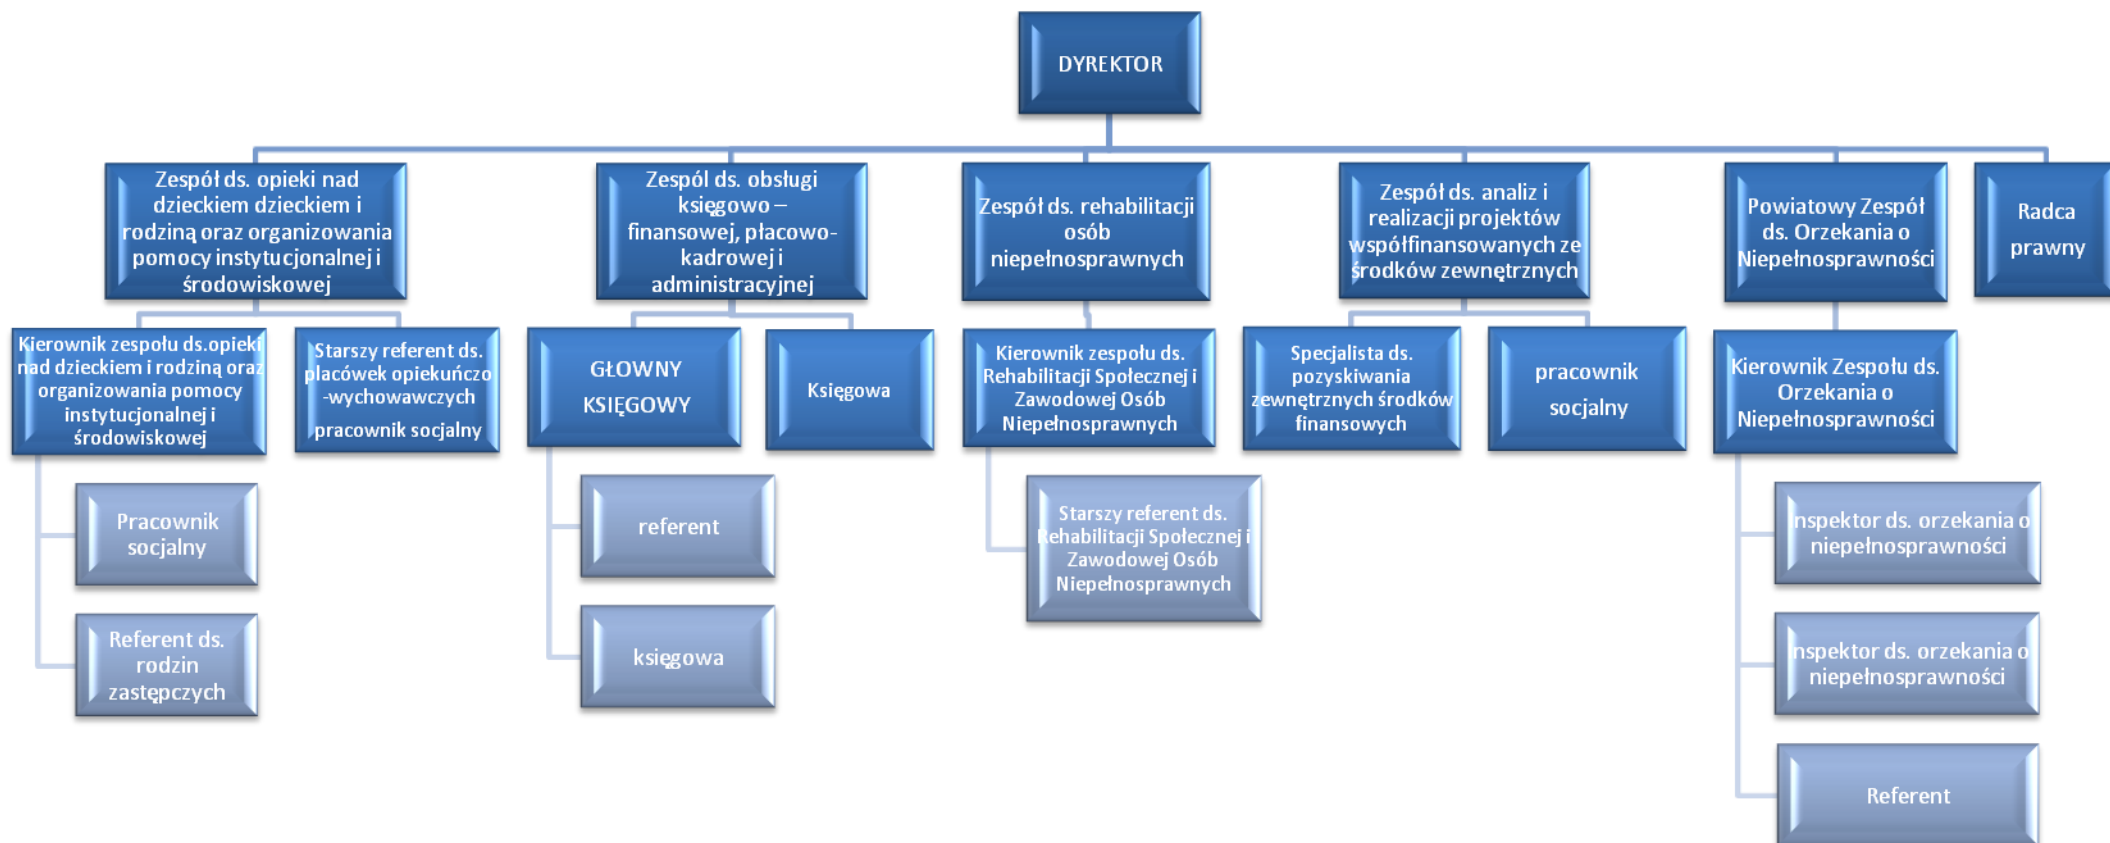 DYREKTOR
Zespół ds. opieki nad
dzieckiem dzieckiem i
rodziną oraz organizowania
pomocy instytucjonalnej i
środowiskowej
Zespól ds. obsługi
księgowo –
finansowej, płacowo-
kadrowej i
administracyjnej
Zespół ds. rehabilitacji
osób
niepełnosprawnych
Zespół ds. analiz i
realizacji projektów
współfinansowanych ze
środków zewnętrznych
Powiatowy Zespół
ds. Orzekania o
Niepełnosprawności
Radca
prawny
Kierownik zespołu ds.opieki
nad dzieckiem i rodziną oraz
organizowania pomocy
instytucjonalnej i
środowiskowej
Starszy referent ds.
placówek opiekuńczo
-wychowawczych
pracownik socjalny
GŁOWNY
KSIĘGOWY
Księgowa
Kierownik zespołu ds.
Rehabilitacji Społecznej i
Zawodowej Osób
Niepełnosprawnych
Specjalista ds.
pozyskiwania
zewnętrznych środków
finansowych
pracownik
socjalny
Kierownik Zespołu ds.
Orzekania o
Niepełnosprawności
Pracownik
socjalny
Referent ds.
rodzin
zastępczych
referent
księgowa
Starszy referent ds.
Rehabilitacji Społecznej i
Zawodowej Osób
Niepełnosprawnych
Inspektor ds. orzekania o
niepełnosprawności
Inspektor ds. orzekania o
niepełnosprawności
Referent